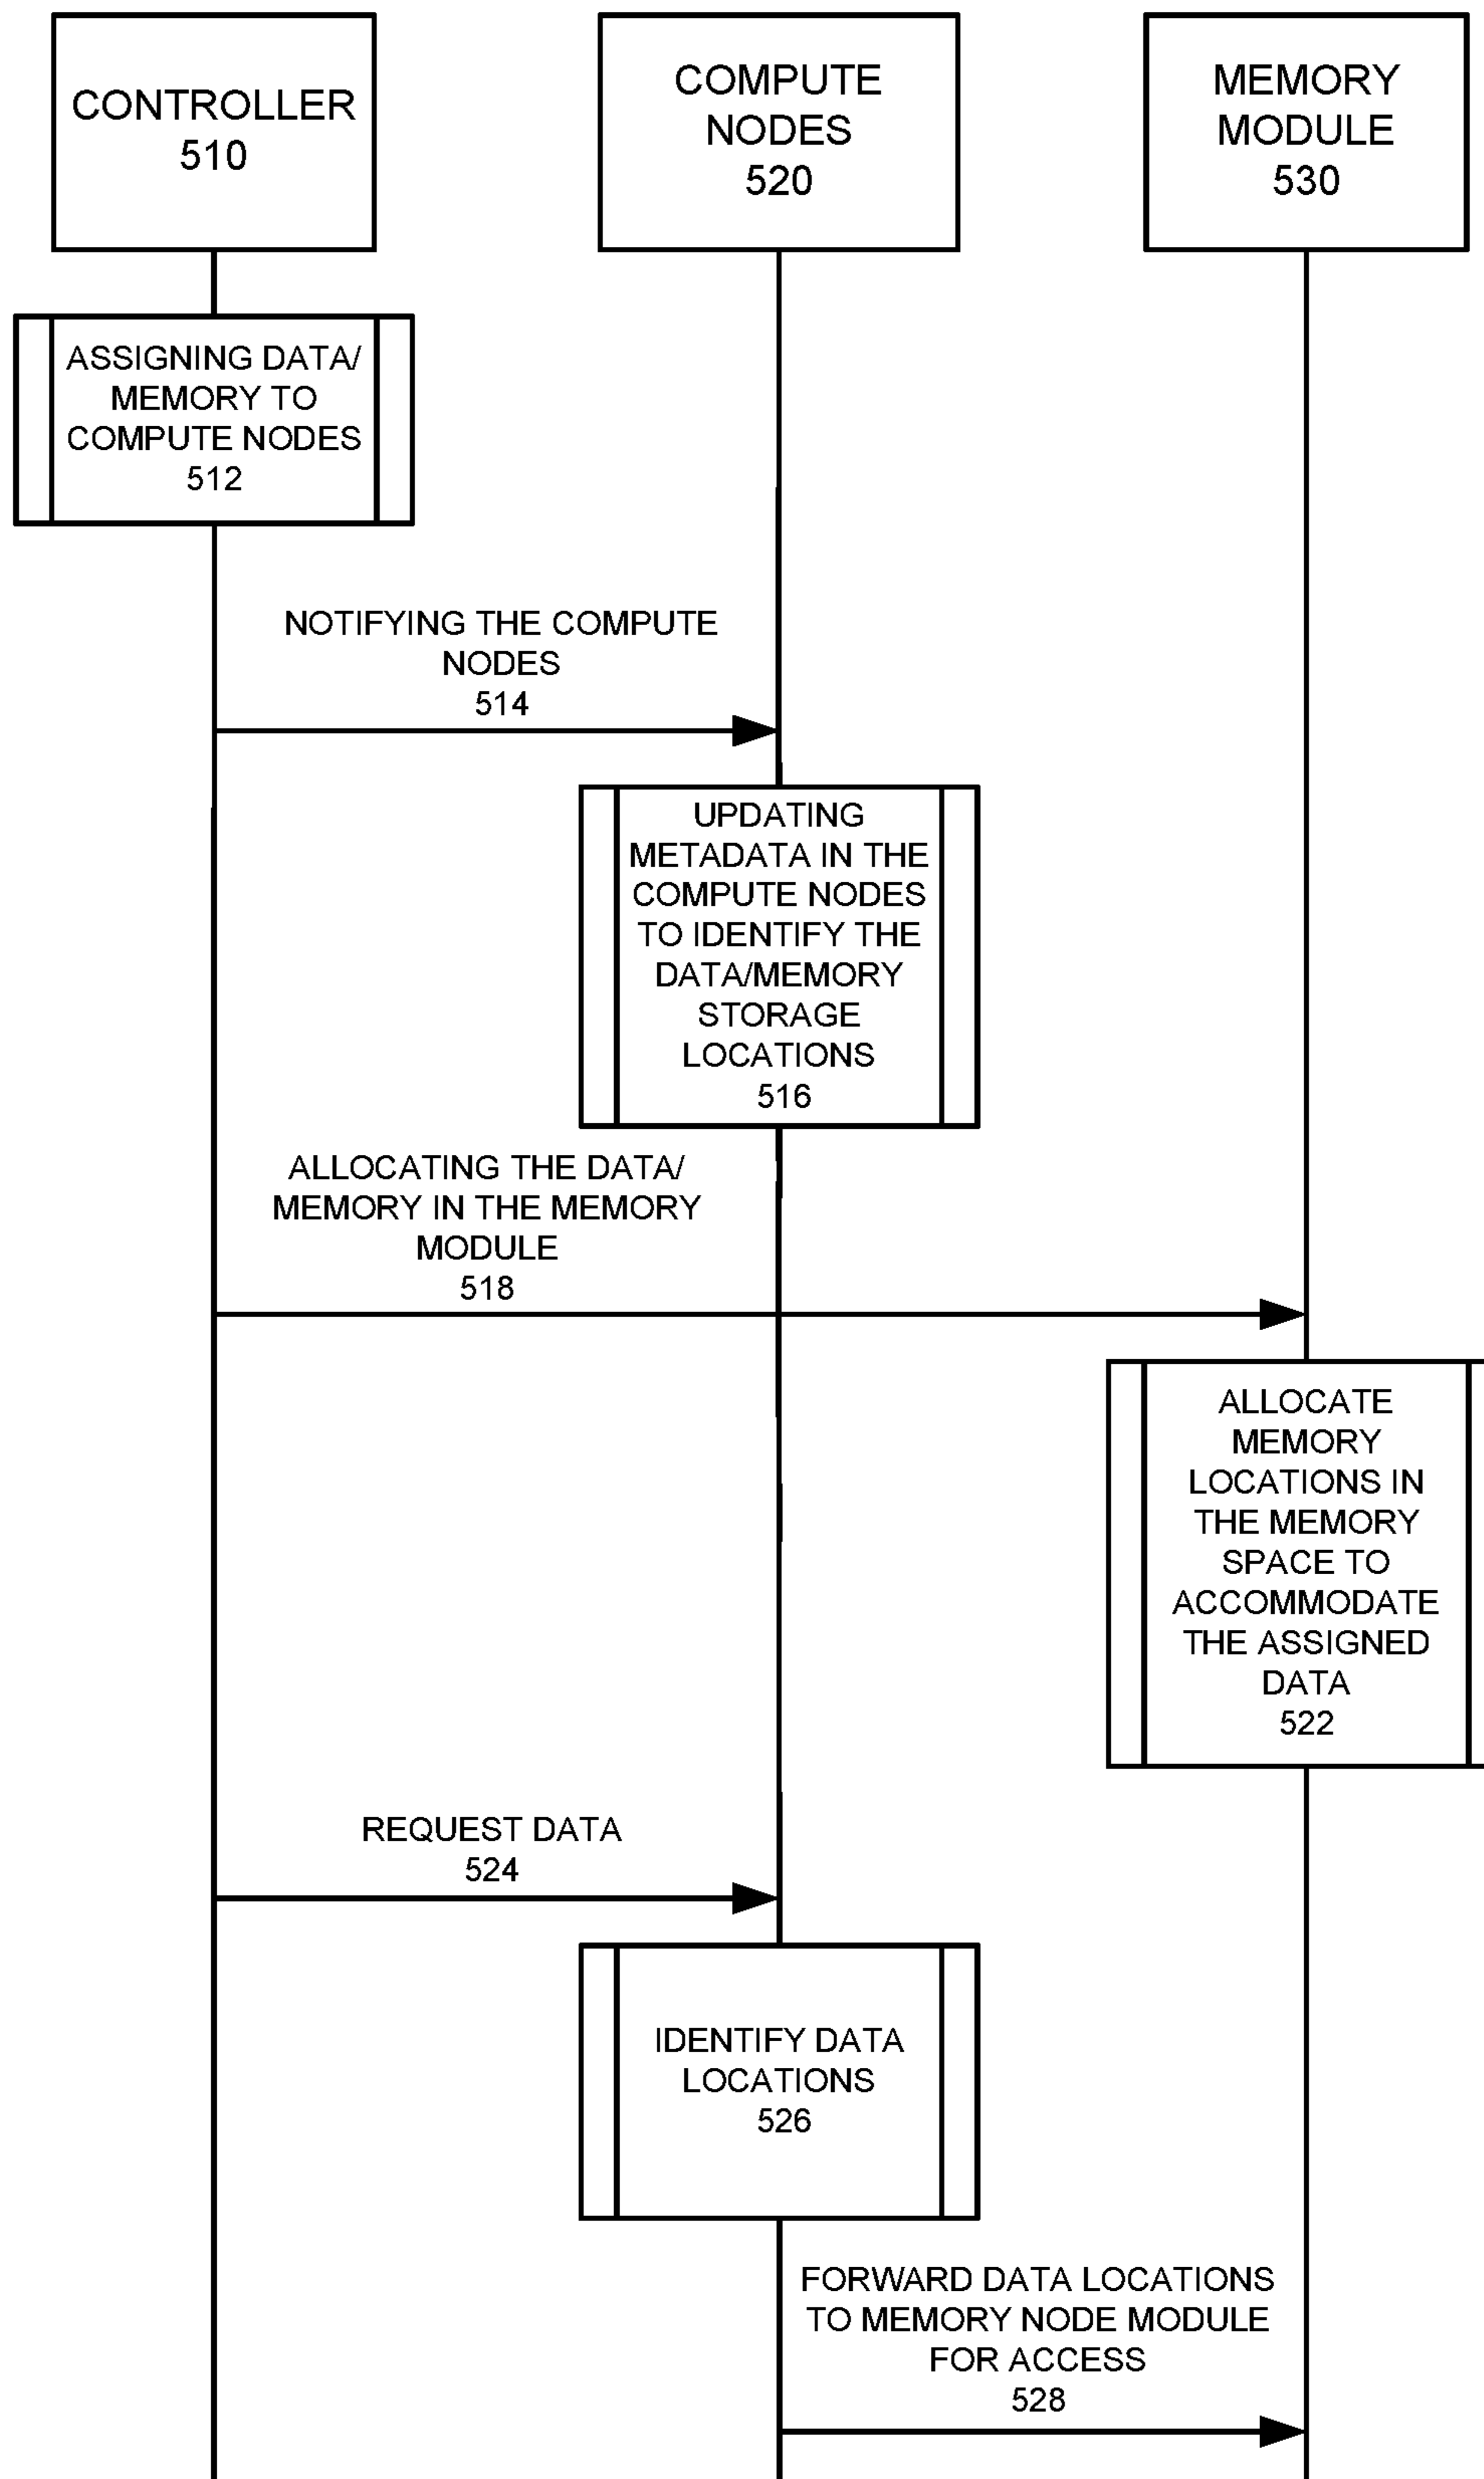 CONTROLLER
510
COMPUTE
NODES
520
MEMORY
MODULE
530
ASSIGNING DATA/
MEMORY TO
COMPUTE NODES
512
NOTIFYING THE COMPUTE
NODES
514
UPDATING
METADATA IN THE
COMPUTE NODES
TO IDENTIFY THE
DATA/MEMORY
STORAGE
LOCATIONS
516
ALLOCATING THE DATA/
MEMORY IN THE MEMORY
MODULE
518
ALLOCATE
MEMORY
LOCATIONS IN
THE MEMORY
SPACE TO
ACCOMMODATE
THE ASSIGNED
DATA
522
REQUEST DATA
524
IDENTIFY DATA
LOCATIONS
526
FORWARD DATA LOCATIONS
TO MEMORY NODE MODULE
FOR ACCESS
528